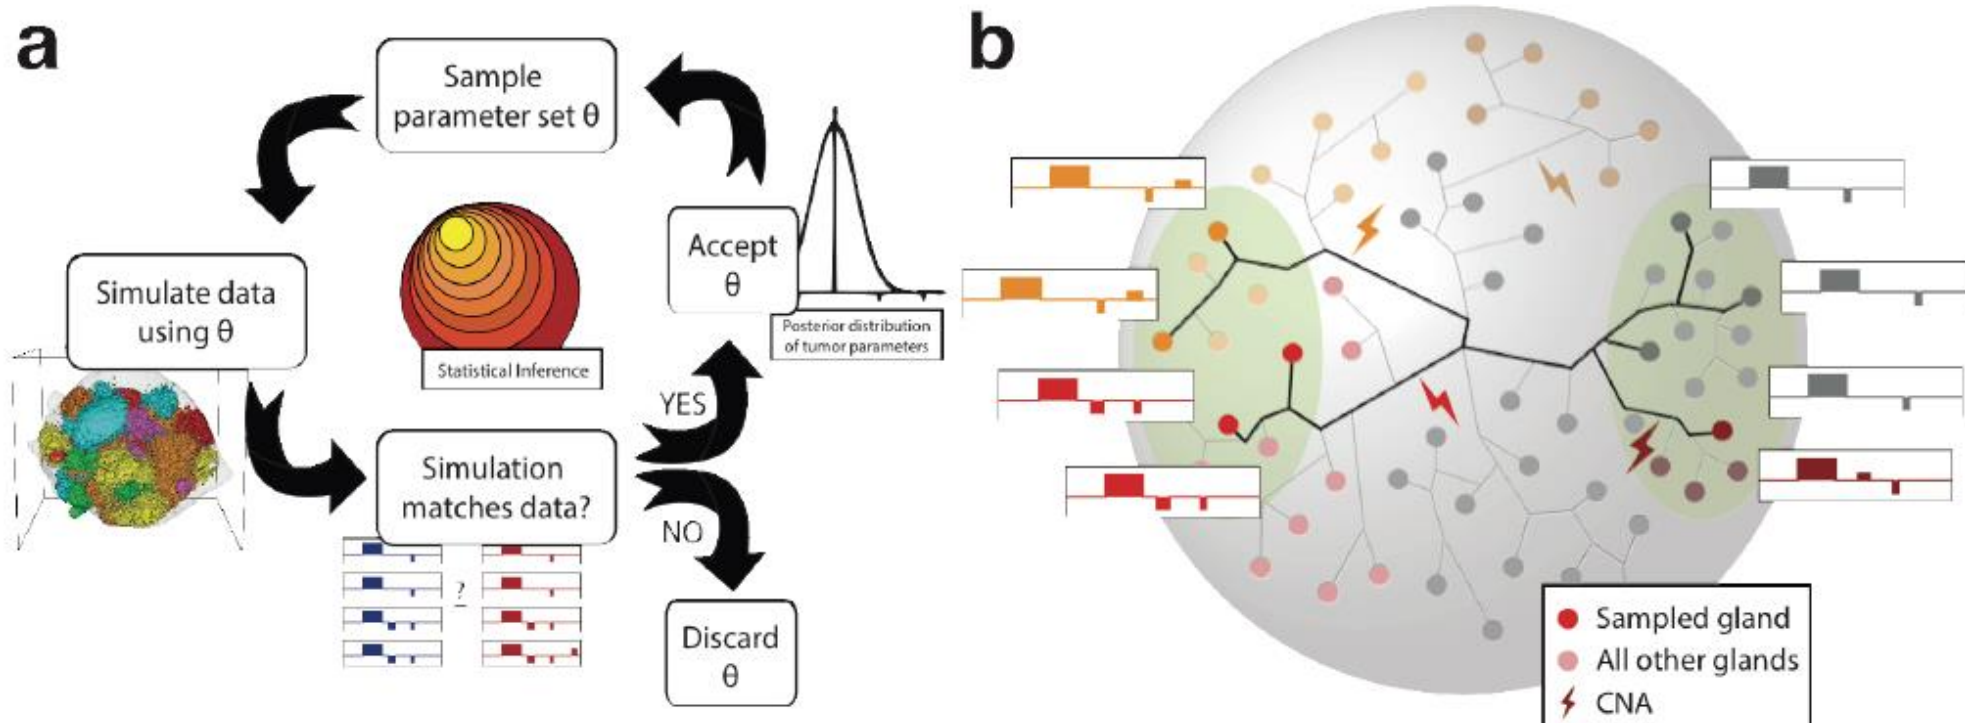 a
Sample
parameter set θ
Simulate data
using θ
Statistical Inference
Accept
θ
Posterior distribution
of tumor parameters
YES
Simulation
matches data?
NO
?
Discard
θ
b
Sampled gland
All other glands
CNA